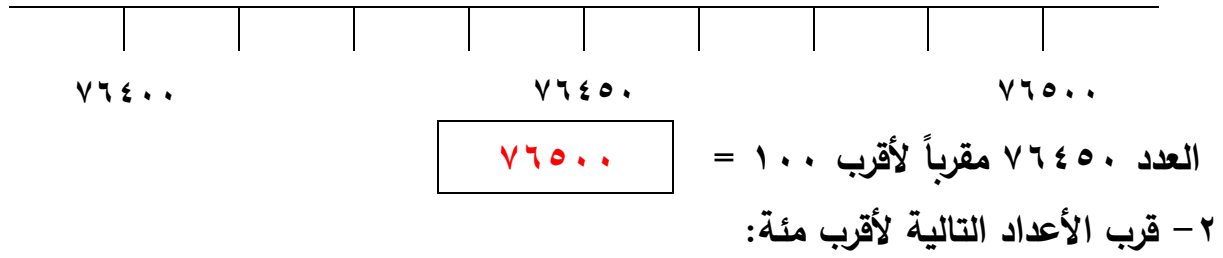 ٧٦٤٠٠ ٧٦٤٥٠ ٧٦٥٠٠
العدد ٧٦٤٥٠ مقرباً لأقرب ١٠٠ = ٧٦٥٠٠
٢- قرب الأعداد التالية لأقرب مئة: